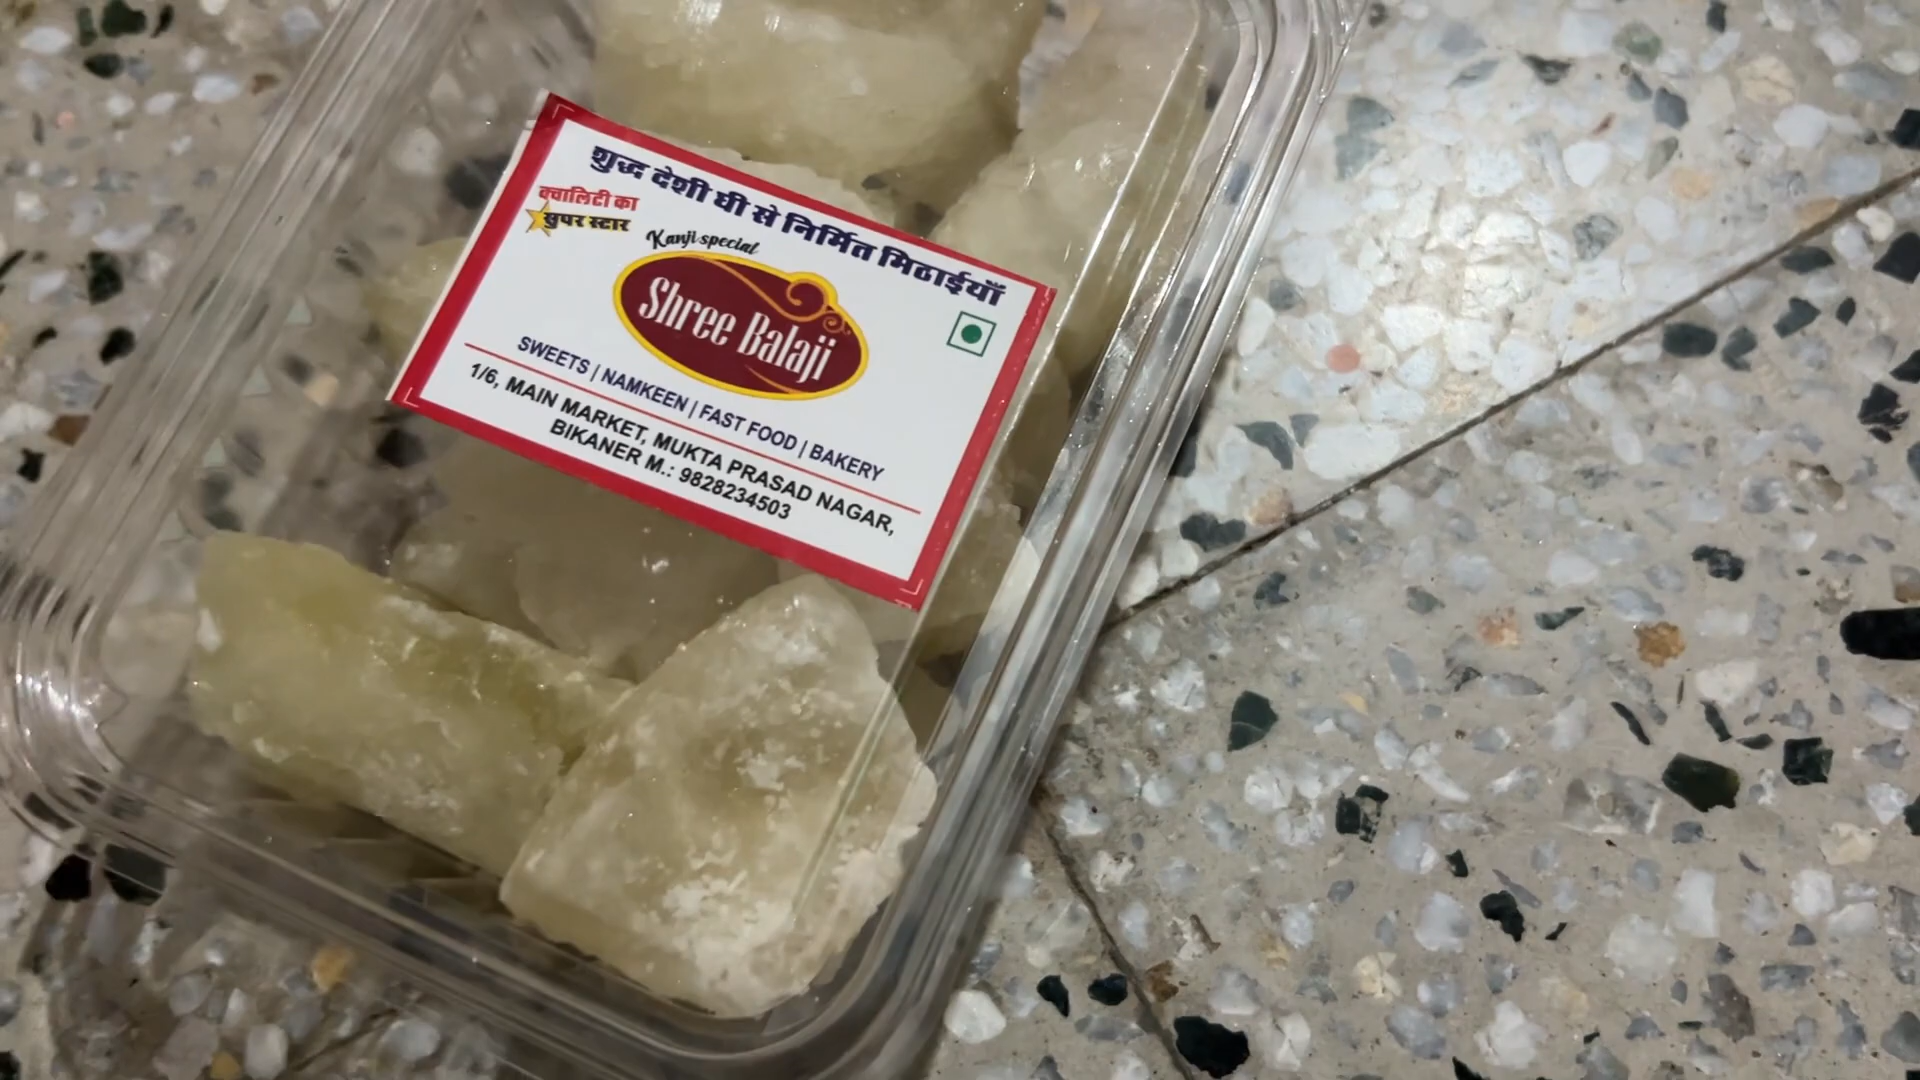 शुद्ध देशी घी से निर्मित मिठाईयाँ
क्वालिटी का
सुपर स्टार
Kanji special
Shree Balaji
SWEETS | NAMKEEN | FAST FOOD | BAKERY
1/6, MAIN MARKET, MUKTA PRASAD NAGAR,
BIKANER M.: 9828234503